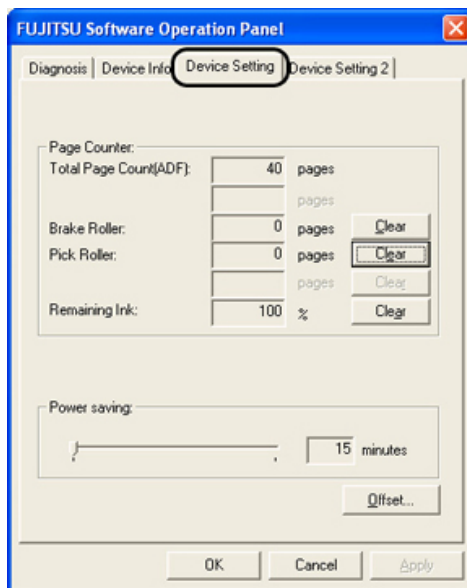 FUJITSU Software Operation Panel
Diagnosis Device Info Device Setting Device Setting 2
Page Counter:
Total Page Count(ADF): 40 pages
pages
Brake Roller: 0 pages Clear
Pick Roller: 0 pages Clear
pages Clear
Remaining Ink: 100 % Clear
Power saving:
15 minutes
Offset...
OK Cancel Apply